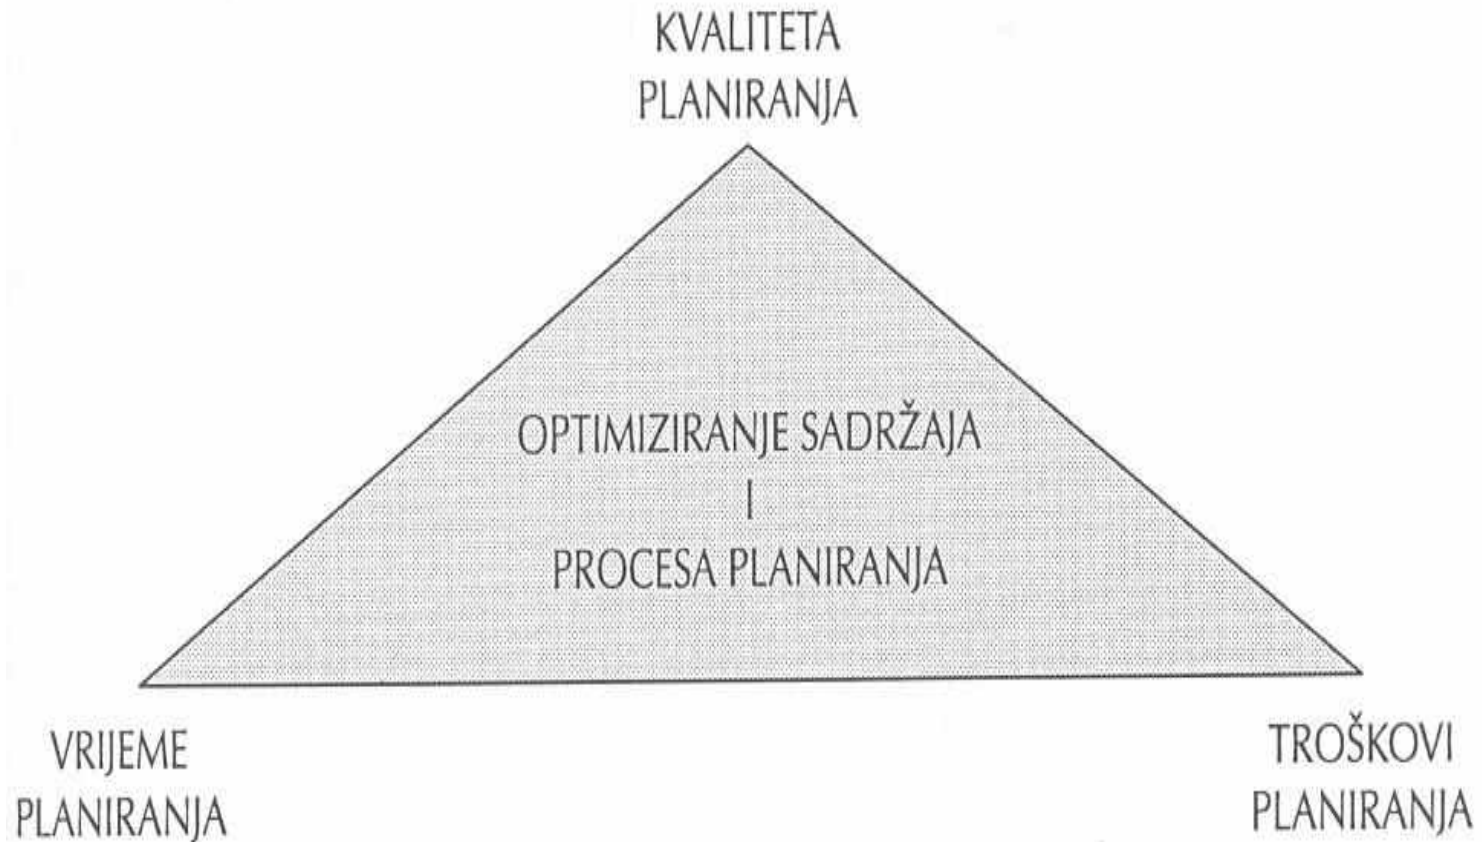 KVALITETA
PLANIRANJA
OPTIMIZIRANJE SADRŽAJA
I
PROCESA PLANIRANJA
VRIJEME
PLANIRANJA
TROŠKOVI
PLANIRANJA